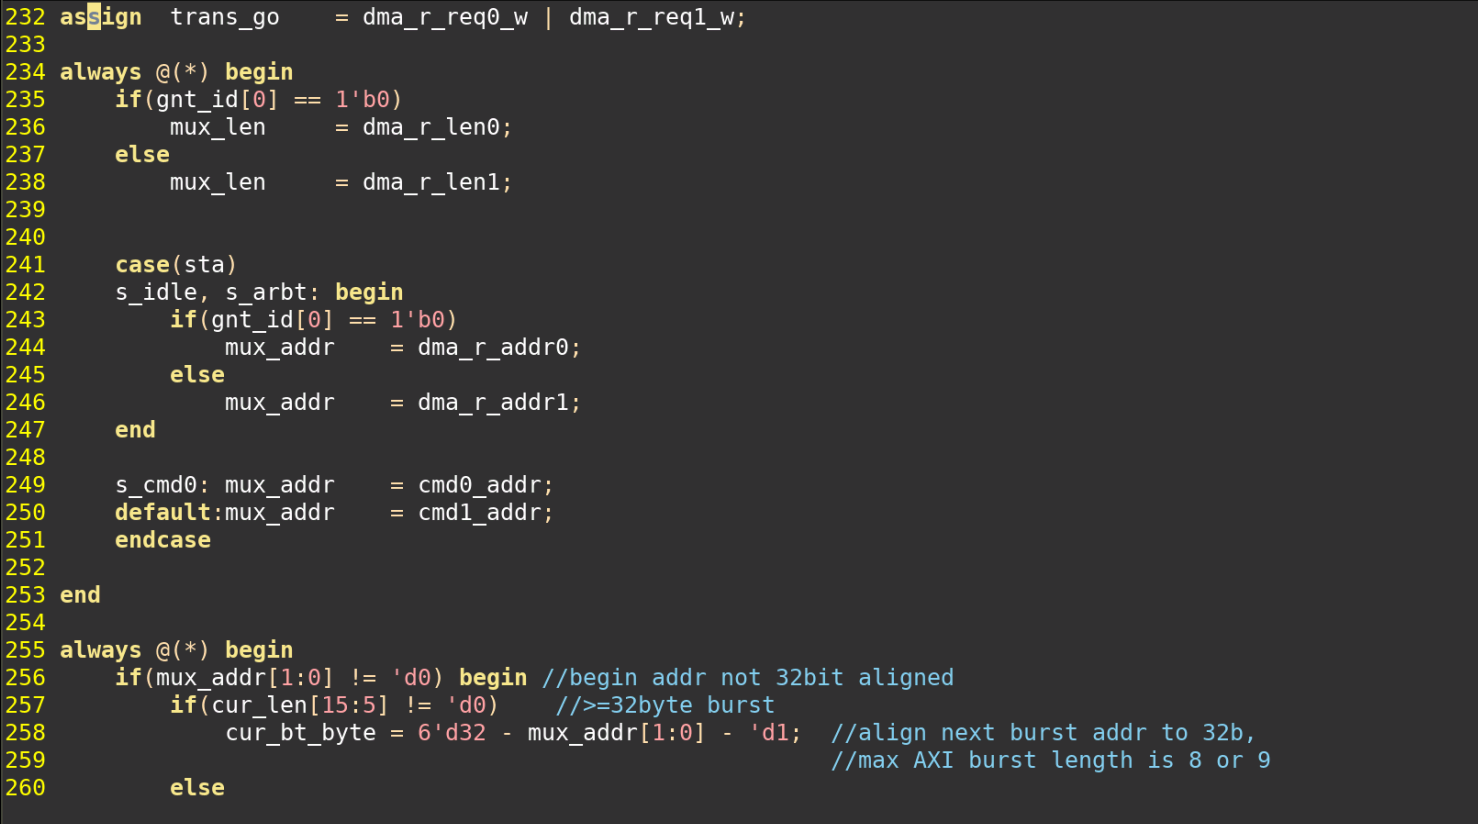 232 assign  trans_go    = dma_r_req0_w | dma_r_req1_w;
233
234 always @(*) begin
235     if(gnt_id[0] == 1'b0)
236         mux_len     = dma_r_len0;
237     else
238         mux_len     = dma_r_len1;
239
240
241     case(sta)
242     s_idle, s_arbt: begin
243         if(gnt_id[0] == 1'b0)
244             mux_addr    = dma_r_addr0;
245         else
246             mux_addr    = dma_r_addr1;
247     end
248
249     s_cmd0: mux_addr    = cmd0_addr;
250     default:mux_addr    = cmd1_addr;
251     endcase
252
253 end
254
255 always @(*) begin
256     if(mux_addr[1:0] != 'd0) begin //begin addr not 32bit aligned
257         if(cur_len[15:5] != 'd0)    //>=32byte burst
258             cur_bt_byte = 6'd32 - mux_addr[1:0] - 'd1;  //align next burst addr to 32b,
259                                                         //max AXI burst length is 8 or 9
260         else